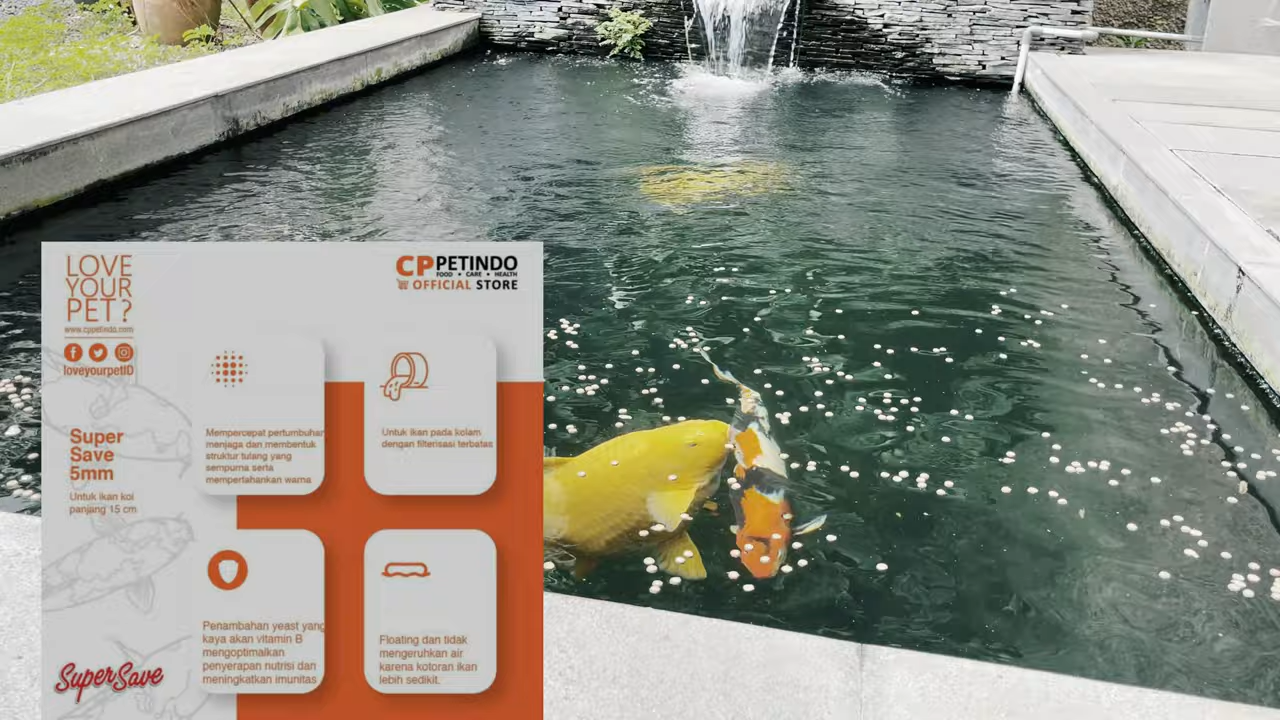 LOVE
YOUR
PET?
www.cppetindo.com
loveyourpetID
CPPETINDO
FOOD • CARE • HEALTH
OFFICIAL STORE
Super
Save
5mm
Untuk ikan koi
panjang 15 cm
Mempercepat pertumbuhan
menjaga dan membentuk
struktur tulang yang
sempurna serta
mempertahankan warna
Untuk ikan pada kolam
dengan filterisasi terbatas
Penambahan yeast yang
kaya akan vitamin B
mengoptimalkan
penyerapan nutrisi dan
meningkatkan imunitas
Floating dan tidak
mengeruhkan air
karena kotoran ikan
lebih sedikit.
SuperSave